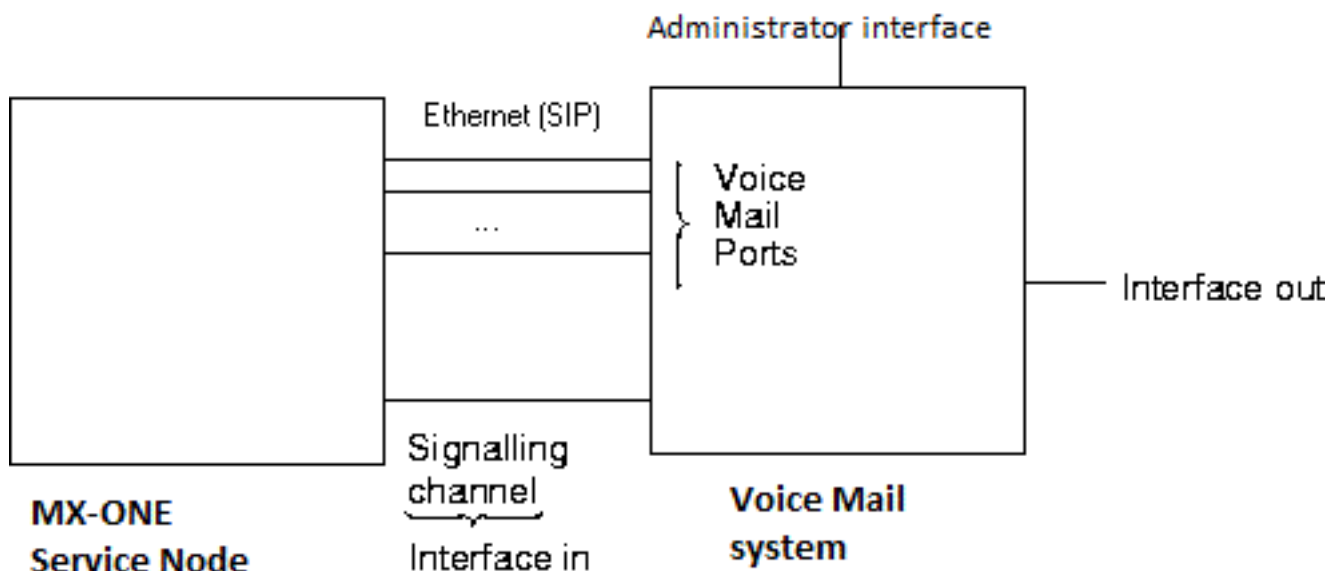 Administrator interface
Ethernet (SIP)
Voice
Mail
Ports
...
Interface out
Signalling
channel
Interface in
MX-ONE
Service Node
Voice Mail
system